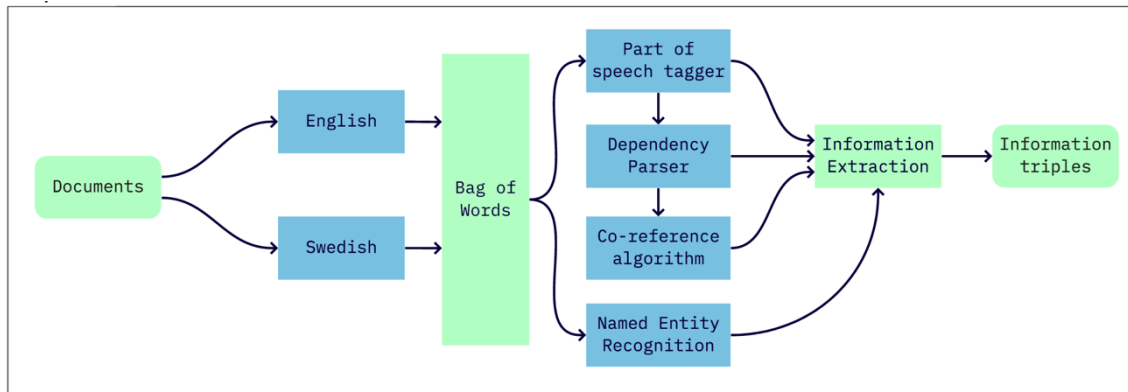 Documents
English
Swedish
Bag of
Words
Part of
speech tagger
Dependency
Parser
Co-reference
algorithm
Named Entity
Recognition
Information
Extraction
Information
triples